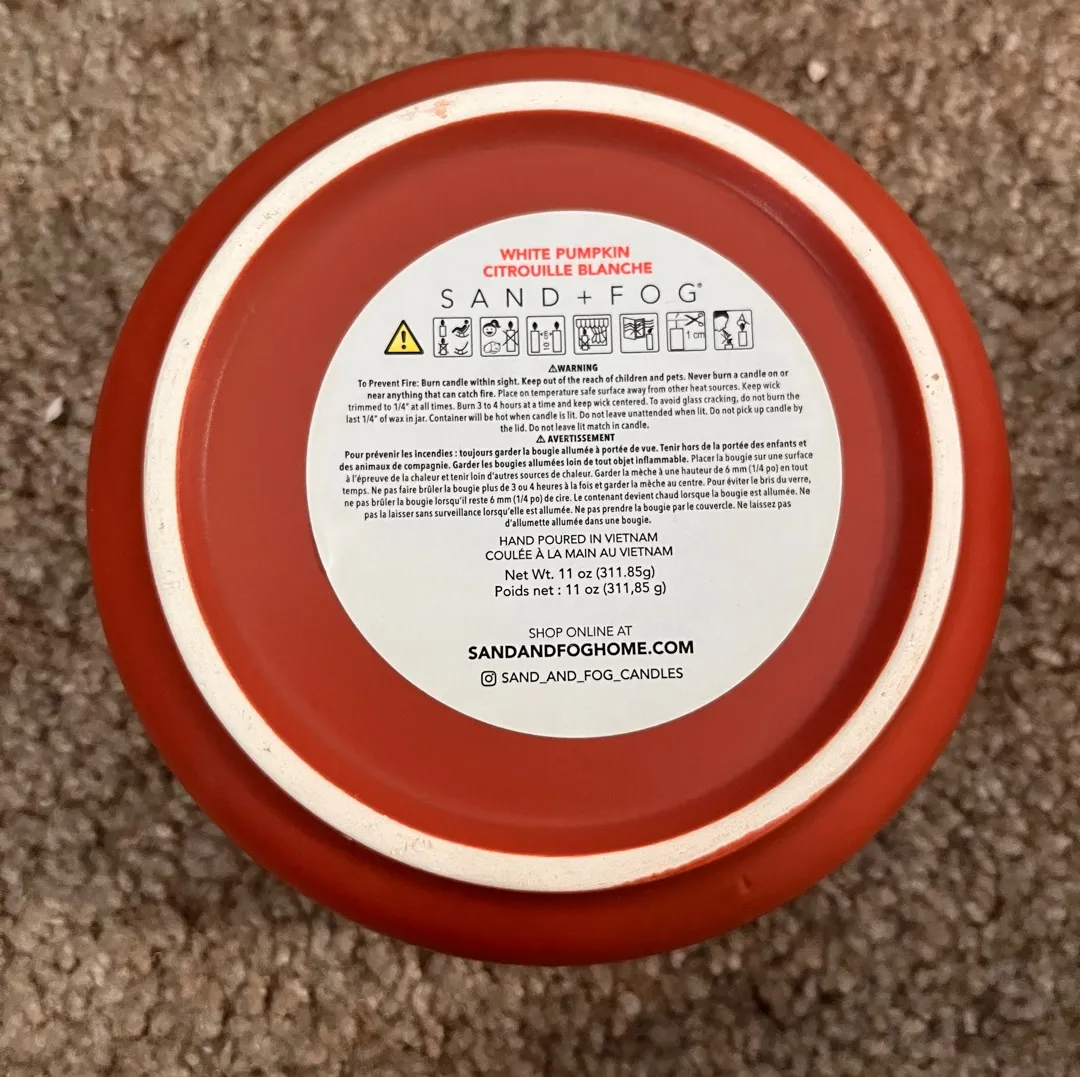 WHITE PUMPKIN
CITROUILLE BLANCHE
SAND + FOG®
1 cm
⚠WARNING
To Prevent Fire: Burn candle within sight. Keep out of the reach of children and pets. Never burn a candle on or
near anything that can catch fire. Place on temperature safe surface away from other heat sources. Keep wick
trimmed to 1/4" at all times. Burn 3 to 4 hours at a time and keep wick centered. To avoid glass cracking, do not burn the
last 1/4" of wax in jar. Container will be hot when candle is lit. Do not leave unattended when lit. Do not pick up candle by
the lid. Do not leave lit match in candle.
⚠ AVERTISSEMENT
Pour prévenir les incendies : toujours garder la bougie allumée à portée de vue. Tenir hors de la portée des enfants et
des animaux de compagnie. Garder les bougies allumées loin de tout objet inflammable. Placer la bougie sur une surface
à l'épreuve de la chaleur et tenir loin d'autres sources de chaleur. Garder la mèche à une hauteur de 6 mm (1/4 po) en tout
temps. Ne pas faire brûler la bougie plus de 3 ou 4 heures à la fois et garder la mèche au centre. Pour éviter le bris du verre,
ne pas brûler la bougie lorsqu'il reste 6 mm (1/4 po) de cire. Le contenant devient chaud lorsque la bougie est allumée. Ne
pas la laisser sans surveillance lorsqu'elle est allumée. Ne pas prendre la bougie par le couvercle. Ne laissez pas
d'allumette allumée dans une bougie.
HAND POURED IN VIETNAM
COULÉE À LA MAIN AU VIETNAM
Net Wt. 11 oz (311.85g)
Poids net : 11 oz (311,85 g)
SHOP ONLINE AT
SANDANDFOGHOME.COM
SAND_AND_FOG_CANDLES